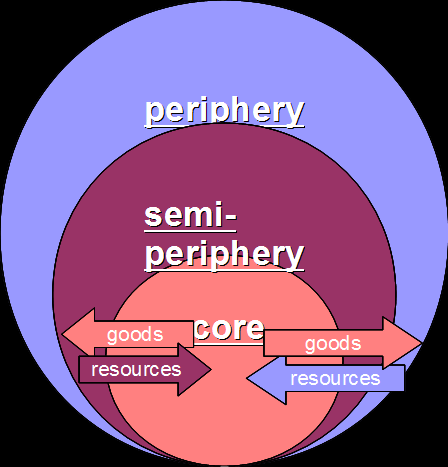 periphery
semi-
periphery
core
goods
goods
resources
resources